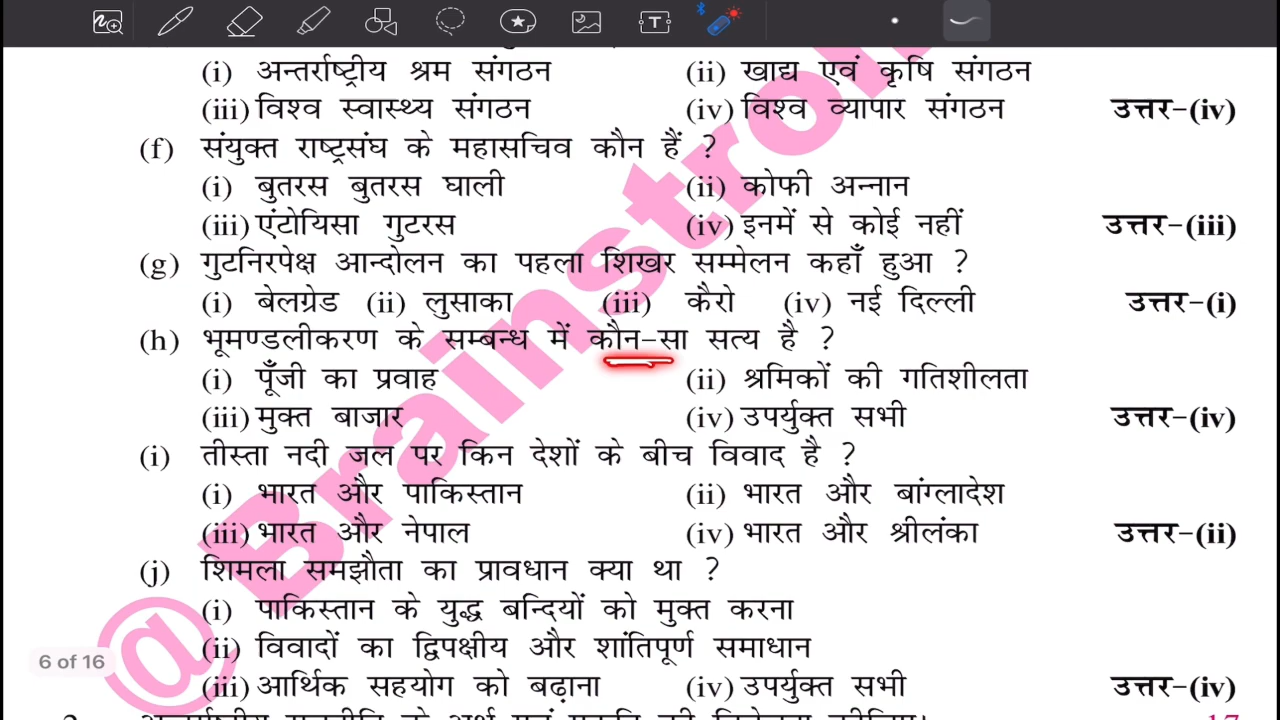 (i) अन्तर्राष्ट्रीय श्रम संगठन (ii) खाद्य एवं कृषि संगठन
(iii) विश्व स्वास्थ्य संगठन (iv) विश्व व्यापार संगठन उत्तर-(iv)
(f) संयुक्त राष्ट्रसंघ के महासचिव कौन हैं ?
(i) बुतरस बुतरस घाली (ii) कोफी अन्नान
(iii) एंटोयिसा गुटरस (iv) इनमें से कोई नहीं उत्तर-(iii)
(g) गुटनिरपेक्ष आन्दोलन का पहला शिखर सम्मेलन कहाँ हुआ ?
(i) बेलग्रेड (ii) लुसाका (iii) कैरो (iv) नई दिल्ली उत्तर-(i)
(h) भूमण्डलीकरण के सम्बन्ध में कौन-सा सत्य है ?
(i) पूँजी का प्रवाह (ii) श्रमिकों की गतिशीलता
(iii) मुक्त बाजार (iv) उपर्युक्त सभी उत्तर-(iv)
(i) तीस्ता नदी जल पर किन देशों के बीच विवाद है ?
(i) भारत और पाकिस्तान (ii) भारत और बांग्लादेश
(iii) भारत और नेपाल (iv) भारत और श्रीलंका उत्तर-(ii)
(j) शिमला समझौता का प्रावधान क्या था ?
(i) पाकिस्तान के युद्ध बन्दियों को मुक्त करना
(ii) विवादों का द्विपक्षीय और शांतिपूर्ण समाधान
(iii) आर्थिक सहयोग को बढ़ाना (iv) उपर्युक्त सभी उत्तर-(iv)
6 of 16
@Brainstrom